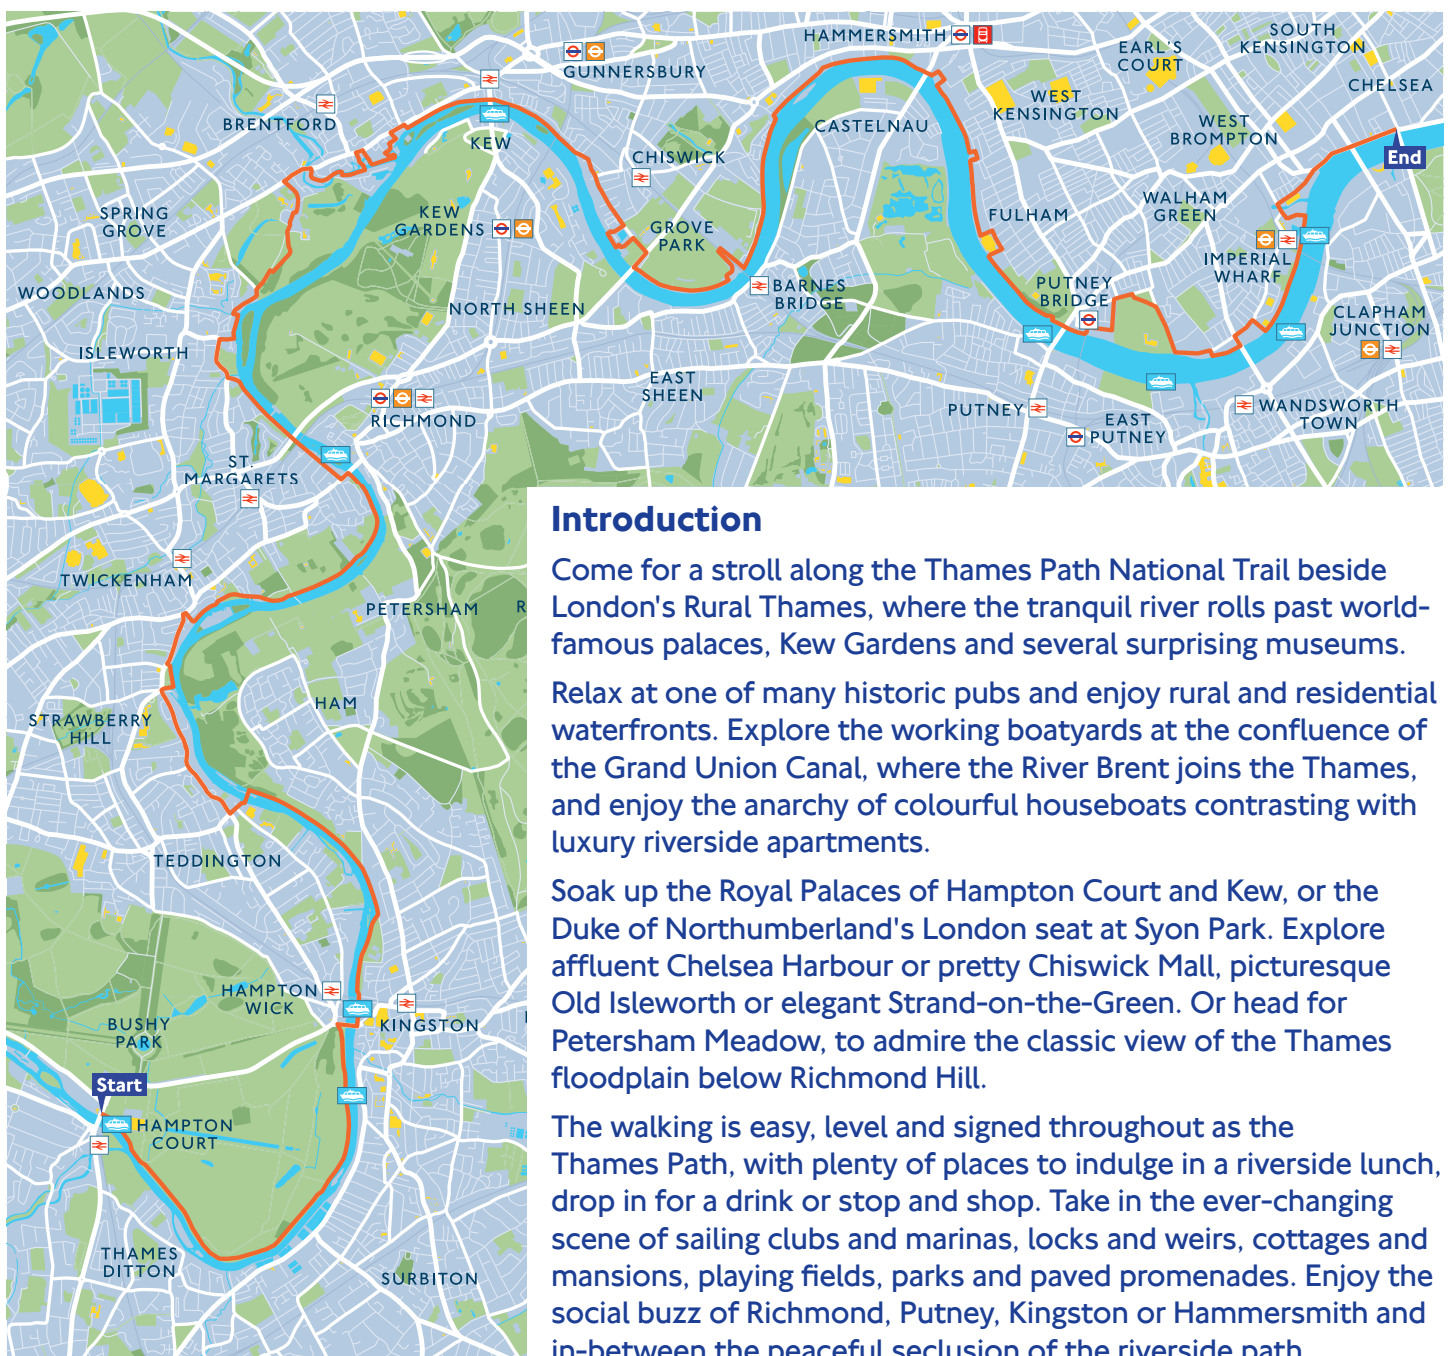 HAMMERSMITH
SOUTH
KENSINGTON
EARL'S
COURT
GUNNERSBURY
CHELSEA
WEST
KENSINGTON
BRENTFORD
CASTELNAU
WEST
BROMPTON
KEW
CHISWICK
End
SPRING
GROVE
KEW
GARDENS
GROVE
PARK
FULHAM
WALHAM
GREEN
IMPERIAL
WHARF
WOODLANDS
NORTH SHEEN
BARNES
BRIDGE
PUTNEY
BRIDGE
CLAPHAM
JUNCTION
ISLEWORTH
EAST
SHEEN
RICHMOND
PUTNEY
EAST
PUTNEY
WANDSWORTH
TOWN
ST.
MARGARETS
TWICKENHAM
PETERSHAM
R
STRAWBERRY
HILL
HAM
TEDDINGTON
HAMPTON
WICK
KINGSTON
BUSHY
PARK
Start
HAMPTON
COURT
THAMES
DITTON
SURBITON
Introduction
Come for a stroll along the Thames Path National Trail beside
London's Rural Thames, where the tranquil river rolls past world-
famous palaces, Kew Gardens and several surprising museums.
Relax at one of many historic pubs and enjoy rural and residential
waterfronts. Explore the working boatyards at the confluence of
the Grand Union Canal, where the River Brent joins the Thames,
and enjoy the anarchy of colourful houseboats contrasting with
luxury riverside apartments.
Soak up the Royal Palaces of Hampton Court and Kew, or the
Duke of Northumberland's London seat at Syon Park. Explore
affluent Chelsea Harbour or pretty Chiswick Mall, picturesque
Old Isleworth or elegant Strand-on-the-Green. Or head for
Petersham Meadow, to admire the classic view of the Thames
floodplain below Richmond Hill.
The walking is easy, level and signed throughout as the
Thames Path, with plenty of places to indulge in a riverside lunch,
drop in for a drink or stop and shop. Take in the ever-changing
scene of sailing clubs and marinas, locks and weirs, cottages and
mansions, playing fields, parks and paved promenades. Enjoy the
social buzz of Richmond, Putney, Kingston or Hammersmith and
in-between the peaceful seclusion of the riverside path